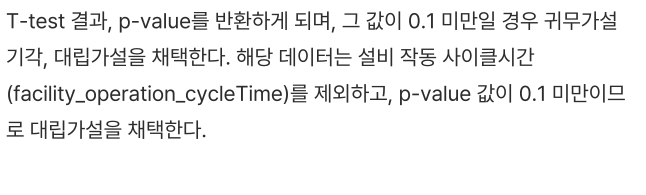 T-test 결과, p-value를 반환하게 되며, 그 값이 0.1 미만일 경우 귀무가설
기각, 대립가설을 채택한다. 해당 데이터는 설비 작동 사이클시간
(facility_operation_cycleTime)를 제외하고, p-value 값이 0.1 미만이므
로 대립가설을 채택한다.